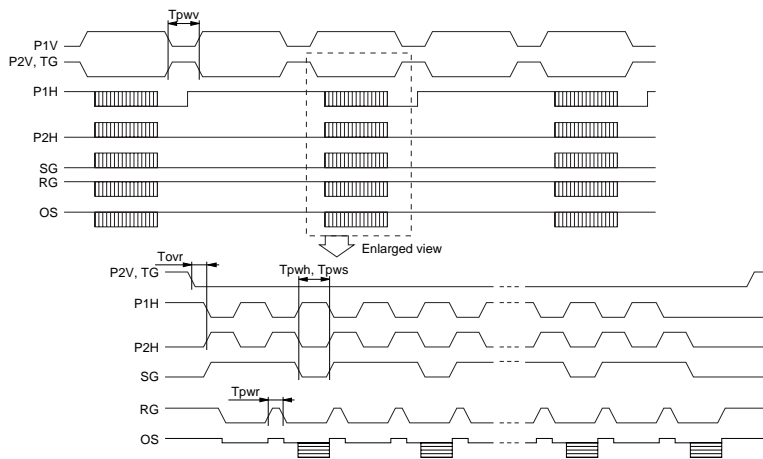 Tpwv
P1V
P2V, TG
P1H
P2H
SG
RG
OS
Enlarged view
Tovr
Tpwh, Tpws
P2V, TG
P1H
P2H
SG
Tpwr
RG
OS